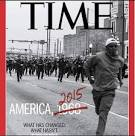 TIME
2015
AMERICA, 1968
WHAT HAS CHANGED.
WHAT HASN'T